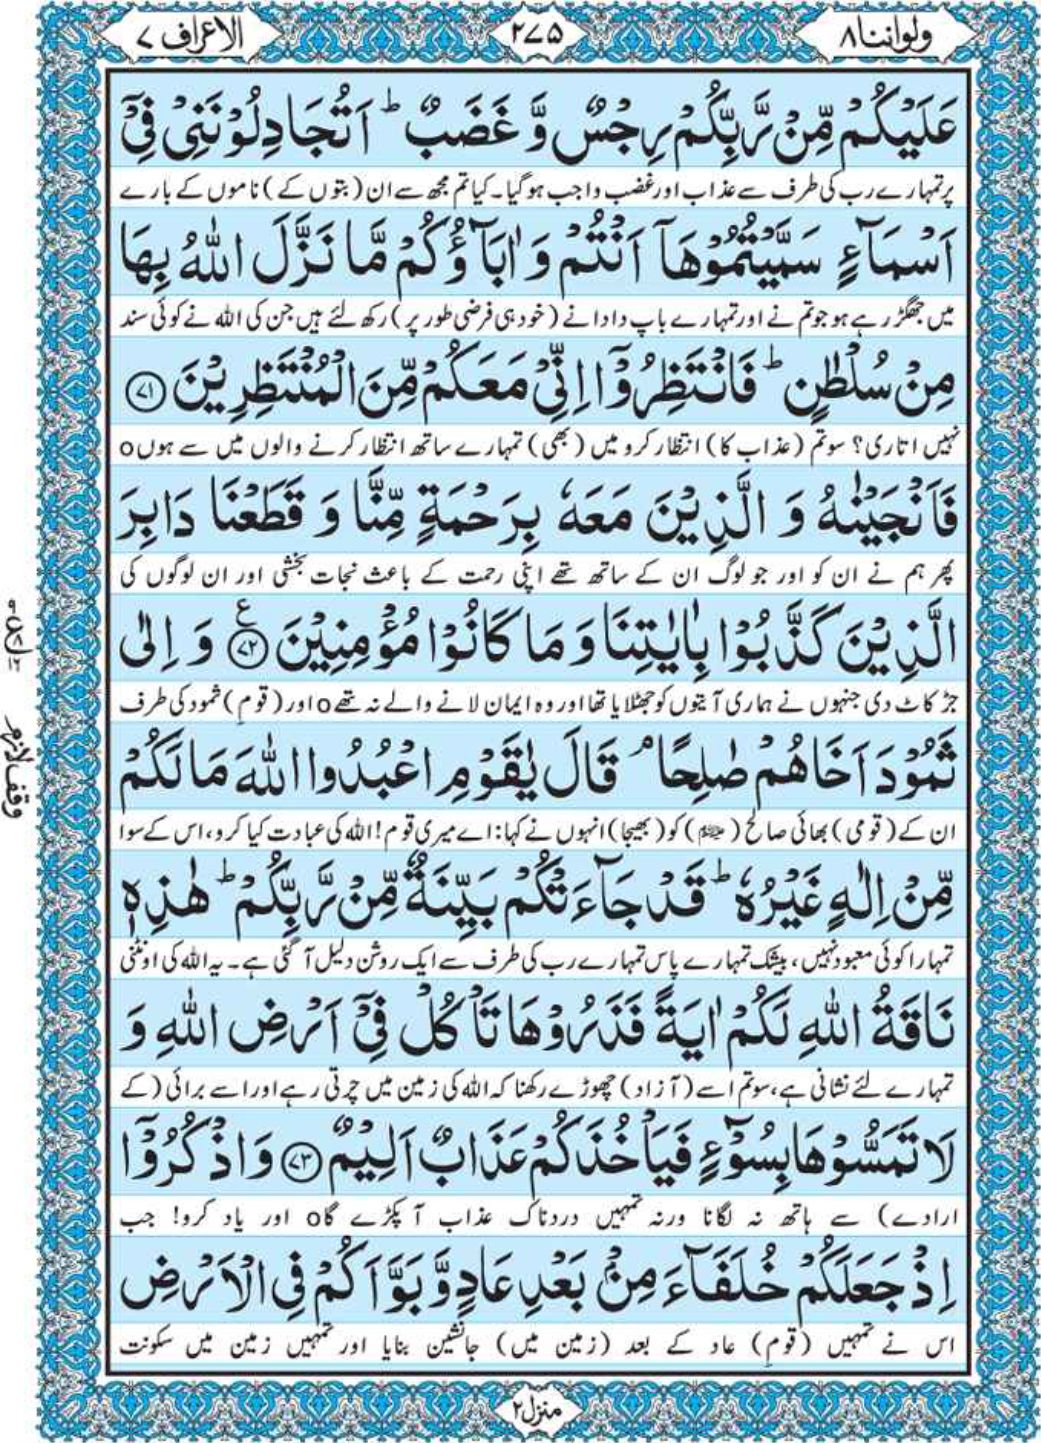 ولواننا ۸
۲۷۵
الاعراف ۷
عَلَيْكُمْ مِّنْ رَّبِّكُمْ رِجْسٌ وَّ غَضَبٌ ؕ اَتُجَادِلُوْنَنِیْ فِیْۤ
پر تمہارے رب کی طرف سے عذاب اور غضب واجب ہو گیا۔ کیا تم مجھ سے ان (بتوں کے) ناموں کے بارے
اَسْمَآءٍ سَمَّيْتُمُوْهَاۤ اَنْتُمْ وَ اٰبَآؤُكُمْ مَّا نَزَّلَ اللّٰهُ بِهَا
میں جھگڑ رہے ہو جو تم نے اور تمہارے باپ دادا نے (خود ہی فرضی طور پر) رکھ لئے ہیں جن کی اللہ نے کوئی سند
مِنْ سُلْطٰنٍ ؕ فَانْتَظِرُوْۤا اِنِّیْ مَعَكُمْ مِّنَ الْمُنْتَظِرِيْنَ ۝۷۱
نہیں اتاری؟ سو تم (عذاب کا) انتظار کرو میں (بھی) تمہارے ساتھ انتظار کرنے والوں میں سے ہوں o
فَاَنْجَيْنٰهُ وَ الَّذِيْنَ مَعَهٗ بِرَحْمَةٍ مِّنَّا وَ قَطَعْنَا دَابِرَ
پھر ہم نے ان کو اور جو لوگ ان کے ساتھ تھے اپنی رحمت کے باعث نجات بخشی اور ان لوگوں کی
الَّذِيْنَ كَذَّبُوْا بِاٰيٰتِنَا وَ مَا كَانُوْا مُؤْمِنِيْنَ ۝۷۲ ع وَ اِلٰی
جڑ کاٹ دی جنہوں نے ہماری آیتوں کو جھٹلایا تھا اور وہ ایمان لانے والے نہ تھے o اور (قومِ) ثمود کی طرف
ثَمُوْدَ اَخَاهُمْ صٰلِحًا ۘ قَالَ يٰقَوْمِ اعْبُدُوا اللّٰهَ مَا لَكُمْ
ان کے (قومی) بھائی صالح (علیہ السلام) کو (بھیجا) انہوں نے کہا: اے میری قوم! اللہ کی عبادت کیا کرو، اس کے سوا
مِّنْ اِلٰهٍ غَيْرُهٗ ؕ قَدْ جَآءَتْكُمْ بَيِّنَةٌ مِّنْ رَّبِّكُمْ ؕ هٰذِهٖ
تمہارا کوئی معبود نہیں، بیشک تمہارے پاس تمہارے رب کی طرف سے ایک روشن دلیل آ گئی ہے۔ یہ اللہ کی اونٹنی
نَاقَةُ اللّٰهِ لَكُمْ اٰيَةً فَذَرُوْهَا تَاْكُلْ فِیْۤ اَرْضِ اللّٰهِ وَ
تمہارے لئے نشانی ہے، سو تم اسے (آزاد) چھوڑے رکھنا کہ اللہ کی زمین میں چرتی رہے اور اسے برائی (کے
لَا تَمَسُّوْهَا بِسُوْٓءٍ فَيَاْخُذَكُمْ عَذَابٌ اَلِيْمٌ ۝۷۳ وَ اذْكُرُوْۤا
ارادے) سے ہاتھ نہ لگانا ورنہ تمہیں دردناک عذاب آ پکڑے گا o اور یاد کرو! جب
اِذْ جَعَلَكُمْ خُلَفَآءَ مِنْۢ بَعْدِ عَادٍ وَّ بَوَّاَكُمْ فِی الْاَرْضِ
اس نے تمہیں (قومِ) عاد کے بعد (زمین میں) جانشین بنایا اور تمہیں زمین میں سکونت
منزل ۲
وقف لازم